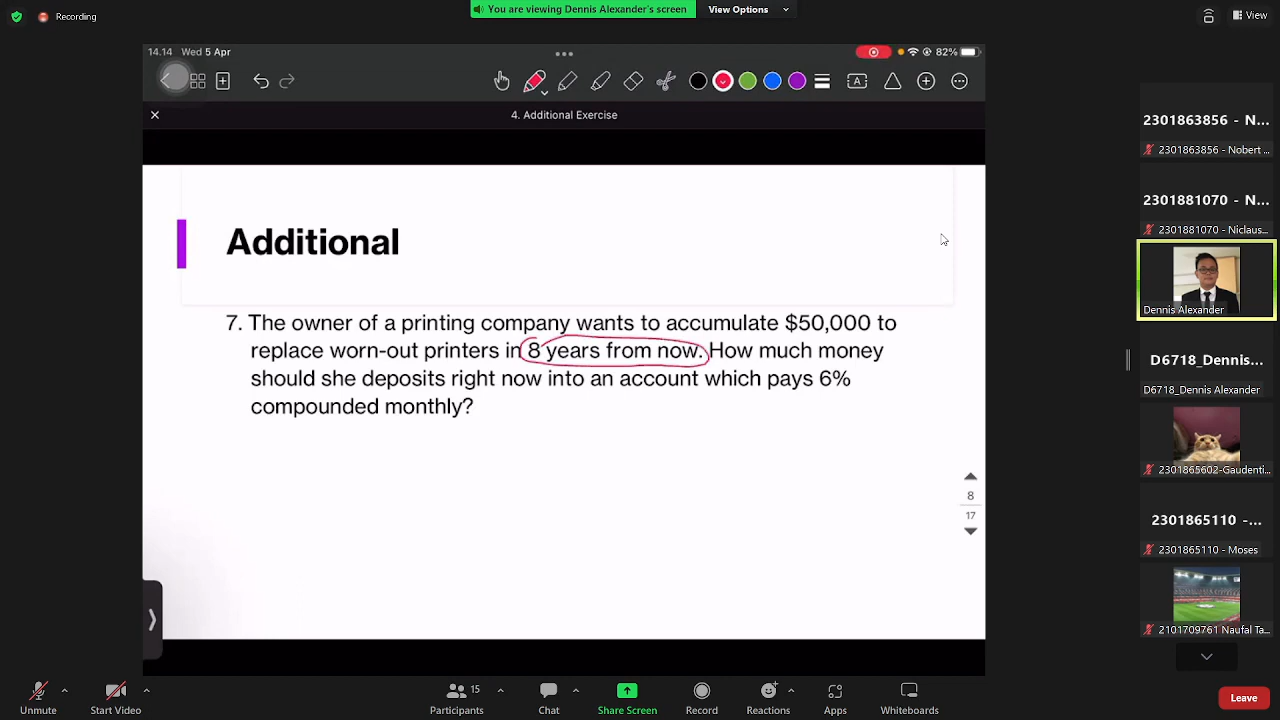 Recording
You are viewing Dennis Alexander's screen
View Options
View
14.14 Wed 5 Apr
82%
4. Additional Exercise
Additional
7. The owner of a printing company wants to accumulate $50,000 to
replace worn-out printers in 8 years from now. How much money
should she deposits right now into an account which pays 6%
compounded monthly?
8
17
2301863856 - N...
2301863856 - Nobert ...
2301881070 - N...
2301881070 - Niclaus...
Dennis Alexander
D6718_Dennis...
D6718_Dennis Alexander
2301865602-Gaudenti...
2301865110 -...
2301865110 - Moses
2101709761 Naufal Ta...
Unmute
Start Video
15
Participants
Chat
Share Screen
Record
Reactions
Apps
Whiteboards
Leave